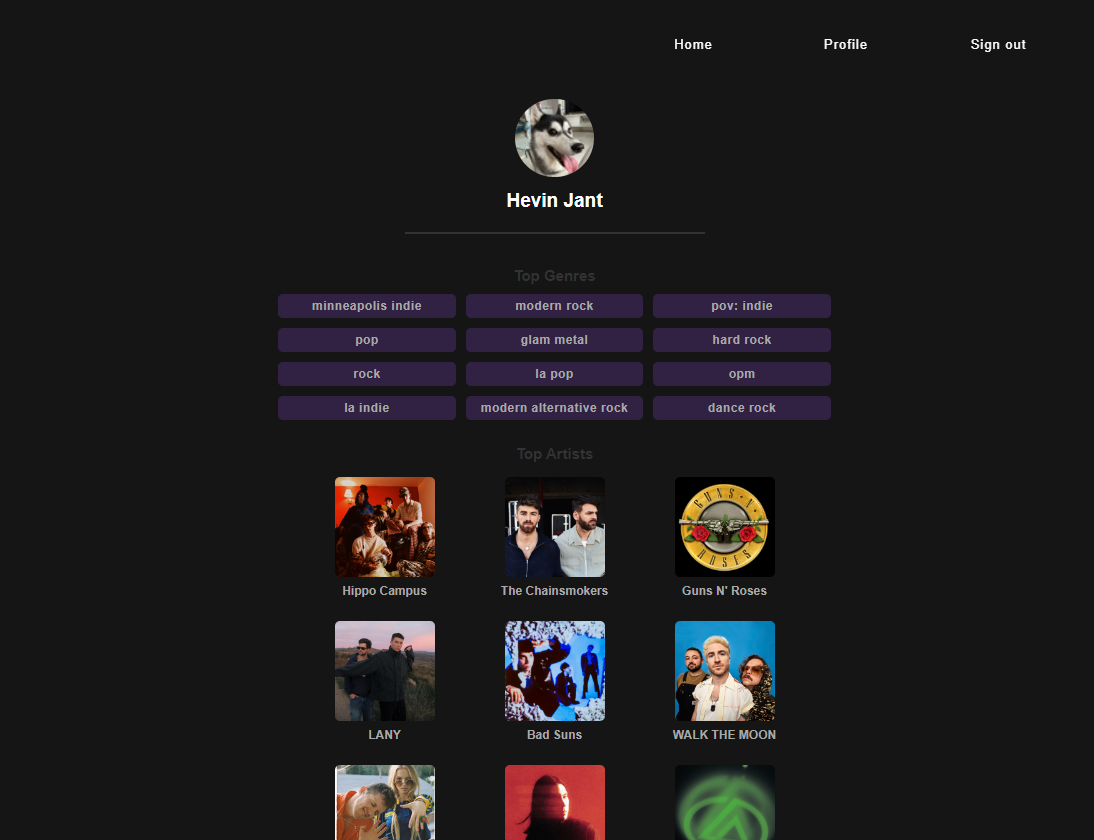 Home Profile Sign out
Hevin Jant
Top Genres
minneapolis indie modern rock pov: indie
pop glam metal hard rock
rock la pop opm
la indie modern alternative rock dance rock
Top Artists
GUNS N'
ROSES
Hippo Campus The Chainsmokers Guns N' Roses
LANY Bad Suns WALK THE MOON